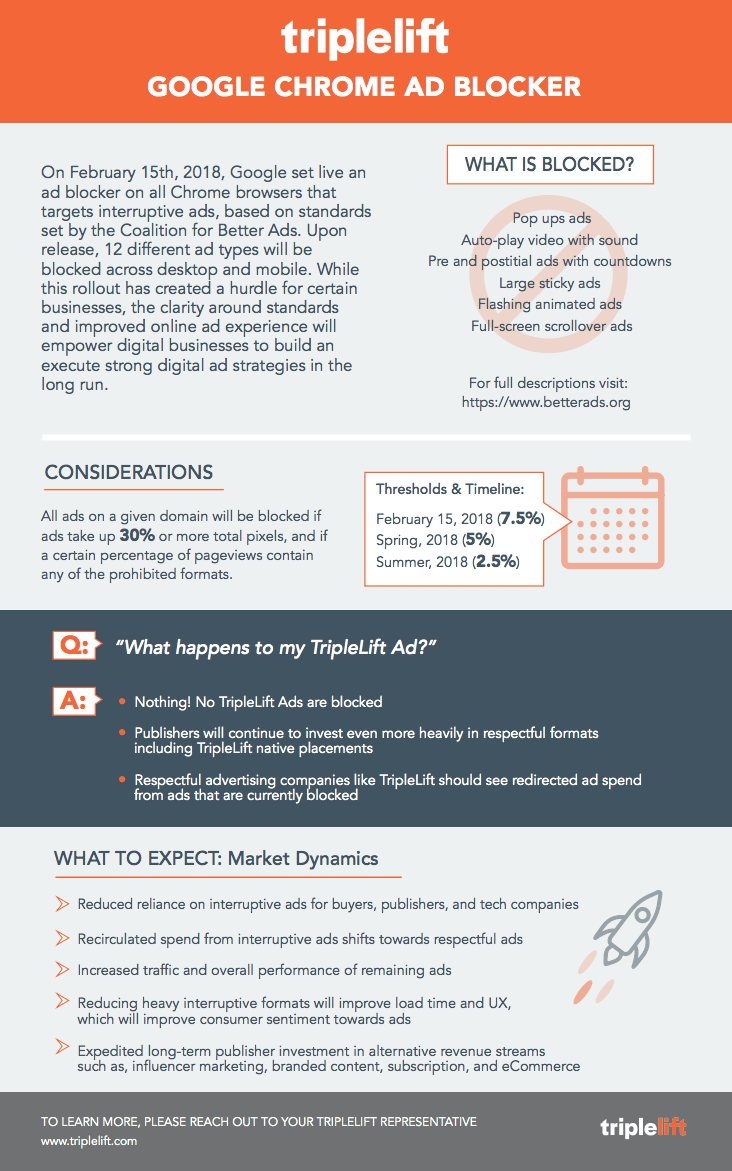 triplelift
GOOGLE CHROME AD BLOCKER
On February 15th, 2018, Google set live an
ad blocker on all Chrome browsers that
targets interruptive ads, based on standards
set by the Coalition for Better Ads. Upon
release, 12 different ad types will be
blocked across desktop and mobile. While
this rollout has created a hurdle for certain
businesses, the clarity around standards
and improved online ad experience will
empower digital businesses to build an
execute strong digital ad strategies in the
long run.
WHAT IS BLOCKED?
Pop ups ads
Auto-play video with sound
Pre and postitial ads with countdowns
Large sticky ads
Flashing animated ads
Full-screen scrollover ads
For full descriptions visit:
https://www.betterads.org
CONSIDERATIONS
All ads on a given domain will be blocked if
ads take up 30% or more total pixels, and if
a certain percentage of pageviews contain
any of the prohibited formats.
Thresholds & Timeline:
February 15, 2018 (7.5%)
Spring, 2018 (5%)
Summer, 2018 (2.5%)
Q: “What happens to my TripleLift Ad?”
A: • Nothing! No TripleLift Ads are blocked
• Publishers will continue to invest even more heavily in respectful formats
including TripleLift native placements
• Respectful advertising companies like TripleLift should see redirected ad spend
from ads that are currently blocked
WHAT TO EXPECT: Market Dynamics
Reduced reliance on interruptive ads for buyers, publishers, and tech companies
Recirculated spend from interruptive ads shifts towards respectful ads
Increased traffic and overall performance of remaining ads
Reducing heavy interruptive formats will improve load time and UX,
which will improve consumer sentiment towards ads
Expedited long-term publisher investment in alternative revenue streams
such as, influencer marketing, branded content, subscription, and eCommerce
TO LEARN MORE, PLEASE REACH OUT TO YOUR TRIPLELIFT REPRESENTATIVE
www.triplelift.com
triplelift